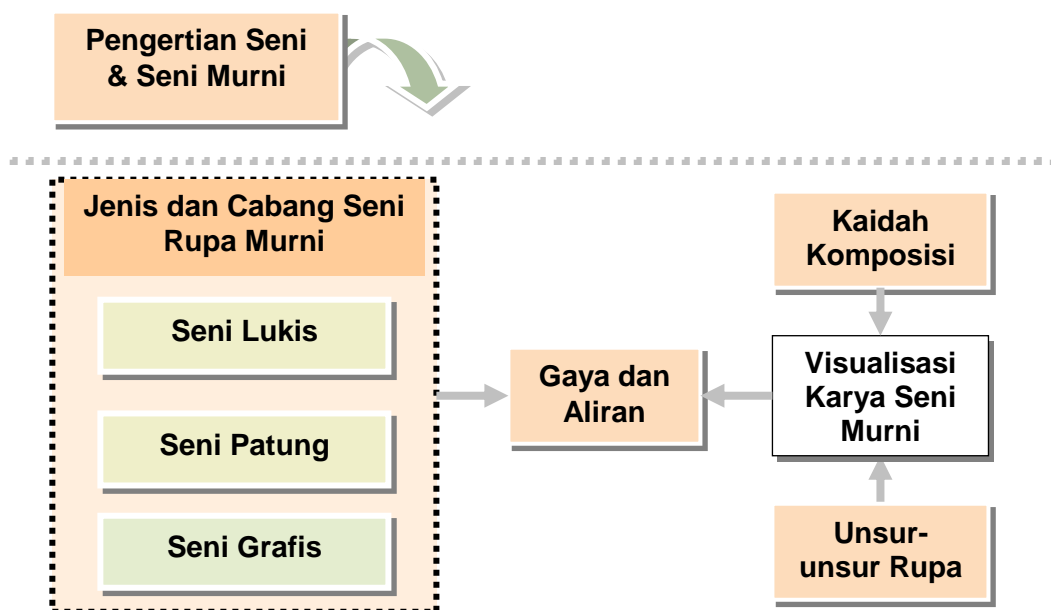 Pengertian Seni
& Seni Murni
Jenis dan Cabang Seni
Rupa Murni
Seni Lukis
Seni Patung
Seni Grafis
Gaya dan
Aliran
Kaidah
Komposisi
Visualisasi
Karya Seni
Murni
Unsur-
unsur Rupa